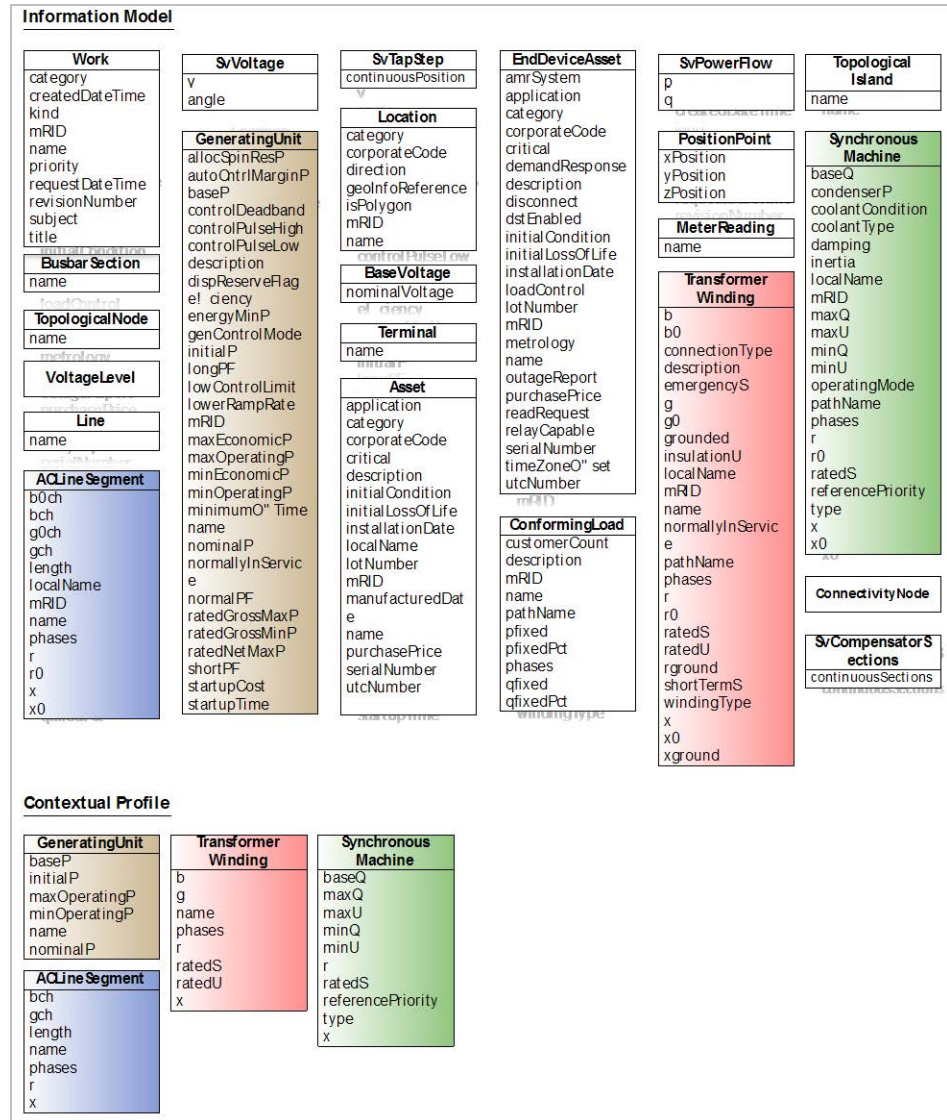 Information Model
Work
category
createdDateTime
kind
mRID
name
priority
requestDateTime
revisionNumber
subject
title
BusbarSection
name
TopologicalNode
name
VoltageLevel
Line
name
ACLineSegment
b0ch
bch
g0ch
gch
length
localName
mRID
name
phases
r
r0
x
x0
SvVoltage
v
angle
GeneratingUnit
allocSpinResP
autoCntrlMarginP
baseP
controlDeadband
controlPulseHigh
controlPulseLow
description
dispReserveFlag
e! ciency
energyMinP
genControlMode
initialP
longPF
lowControlLimit
lowerRampRate
mRID
maxEconomicP
maxOperatingP
minEconomicP
minOperatingP
minimumO" Time
name
nominalP
normallyInServic
e
normalPF
ratedGrossMaxP
ratedGrossMinP
ratedNetMaxP
shortPF
startupCost
startupTime
SvTapStep
continuousPosition
Location
category
corporateCode
direction
geoInfoReference
isPolygon
mRID
name
controlPulseLow
BaseVoltage
nominalVoltage
Terminal
name
Asset
application
category
corporateCode
critical
description
initialCondition
initialLossOfLife
installationDate
localName
lotNumber
mRID
manufacturedDat
e
name
purchasePrice
serialNumber
utcNumber
startupTime
EndDeviceAsset
amrSystem
application
category
corporateCode
critical
demandResponse
description
disconnect
dstEnabled
initialCondition
initialLossOfLife
installationDate
loadControl
lotNumber
mRID
metrology
name
outageReport
purchasePrice
readRequest
relayCapable
serialNumber
timeZoneO" set
utcNumber
mRID
ConformingLoad
customerCount
description
mRID
name
pathName
pfixed
pfixedPct
phases
qfixed
qfixedPct
windingType
SvPowerFlow
p
q
PositionPoint
xPosition
yPosition
zPosition
revisionNumber
MeterReading
name
Transformer
Winding
b
b0
connectionType
description
emergencyS
g
g0
grounded
insulationU
localName
mRID
name
normallyInServic
e
pathName
phases
r
r0
ratedS
ratedU
rground
shortTermS
windingType
x
x0
xground
Topological
Island
name
Synchronous
Machine
baseQ
condenserP
coolantCondition
coolantType
damping
inertia
localName
mRID
maxQ
maxU
minQ
minU
operatingMode
pathName
phases
r
r0
ratedS
referencePriority
type
x
x0
ConnectivityNode
SvCompensatorS
ections
continuousSections
Contextual Profile
GeneratingUnit
baseP
initialP
maxOperatingP
minOperatingP
name
nominalP
ACLineSegment
bch
gch
length
name
phases
r
x
Transformer
Winding
b
g
name
phases
r
ratedS
ratedU
x
Synchronous
Machine
baseQ
maxQ
maxU
minQ
minU
r
ratedS
referencePriority
type
x